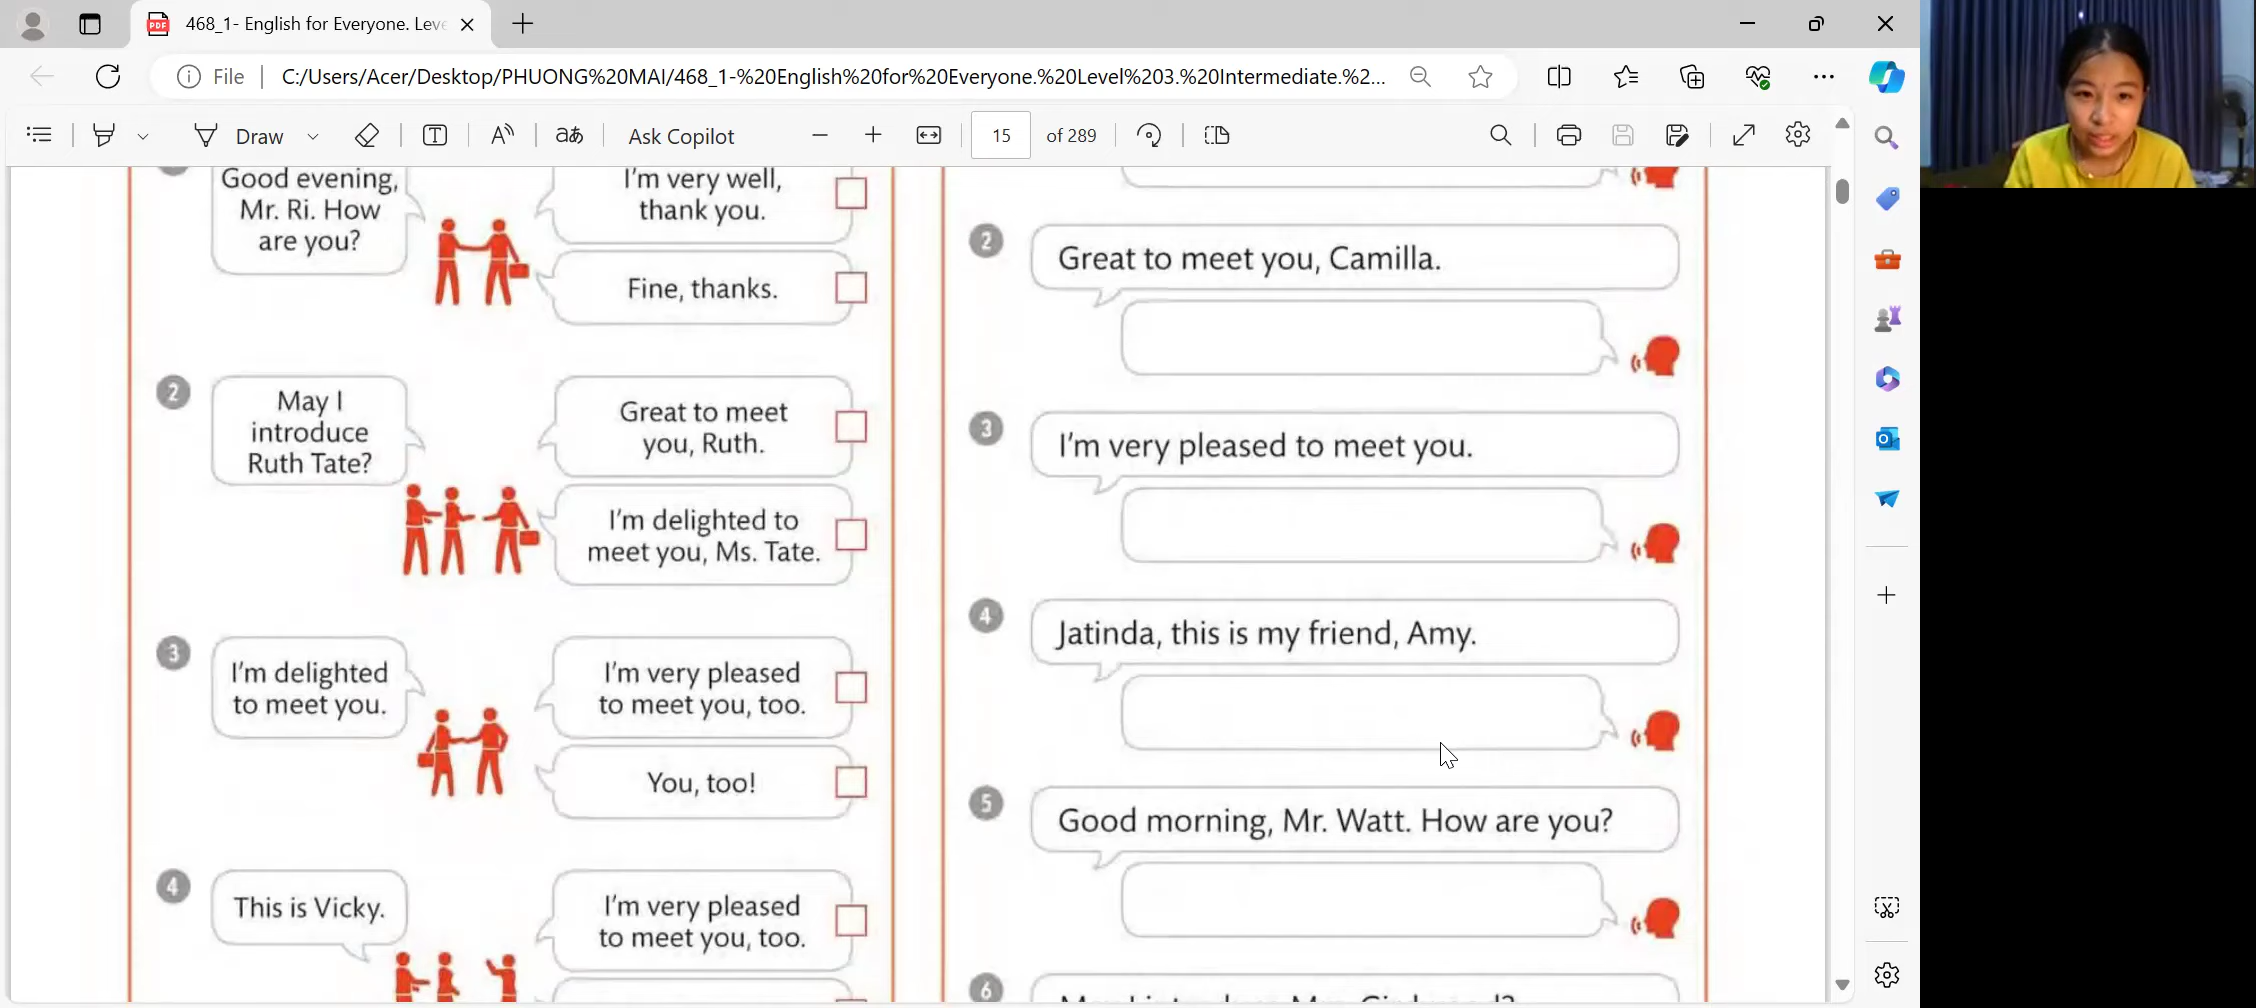 468_1- English for Everyone. Leve
File
C:/Users/Acer/Desktop/PHUONG%20MAI/468_1-%20English%20for%20Everyone.%20Level%203.%20Intermediate.%2...
Draw
Ask Copilot
15
of 289
Good evening,
Mr. Ri. How
are you?
I'm very well,
thank you.
Fine, thanks.
2
May I
introduce
Ruth Tate?
Great to meet
you, Ruth.
I'm delighted to
meet you, Ms. Tate.
3
I'm delighted
to meet you.
I'm very pleased
to meet you, too.
You, too!
4
This is Vicky.
I'm very pleased
to meet you, too.
2
Great to meet you, Camilla.
3
I'm very pleased to meet you.
4
Jatinda, this is my friend, Amy.
5
Good morning, Mr. Watt. How are you?
6